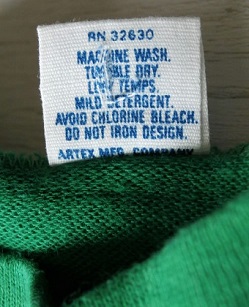 RN 32630
MACHINE WASH.
TUMBLE DRY.
LOW TEMPS.
MILD DETERGENT.
AVOID CHLORINE BLEACH.
DO NOT IRON DESIGN.
ARTEX MFG. COMPANY